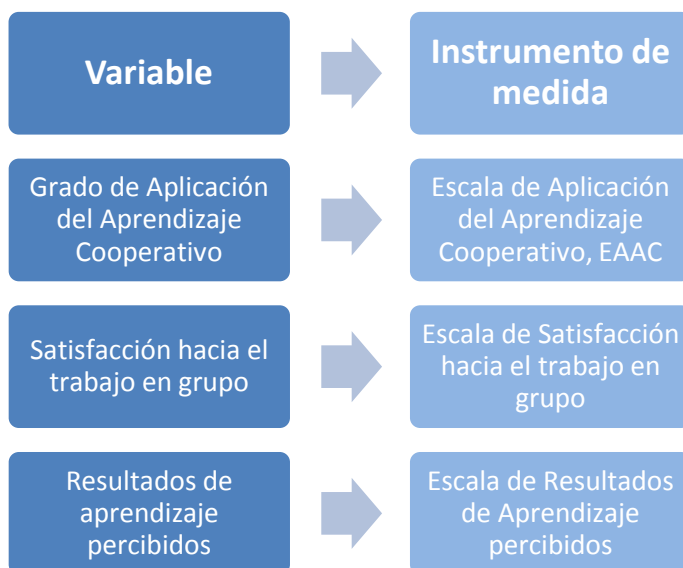 Variable
Instrumento de
medida
Grado de Aplicación
del Aprendizaje
Cooperativo
Escala de Aplicación
del Aprendizaje
Cooperativo, EAAC
Satisfacción hacia el
trabajo en grupo
Escala de Satisfacción
hacia el trabajo en
grupo
Resultados de
aprendizaje
percibidos
Escala de Resultados
de Aprendizaje
percibidos